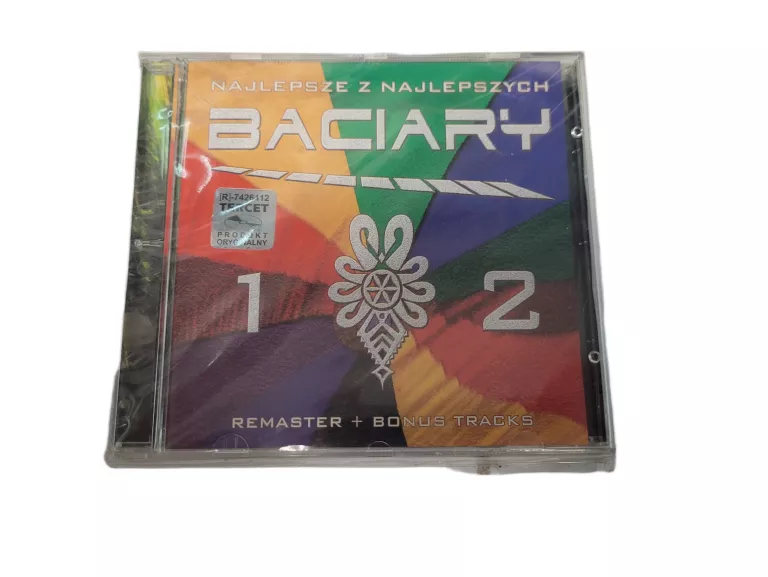 NAJLEPSZE Z NAJLEPSZYCH
BACIARY
[R]-7426112
TERCET
PRODUKT
ORYGINALNY
1 2
REMASTER + BONUS TRACKS